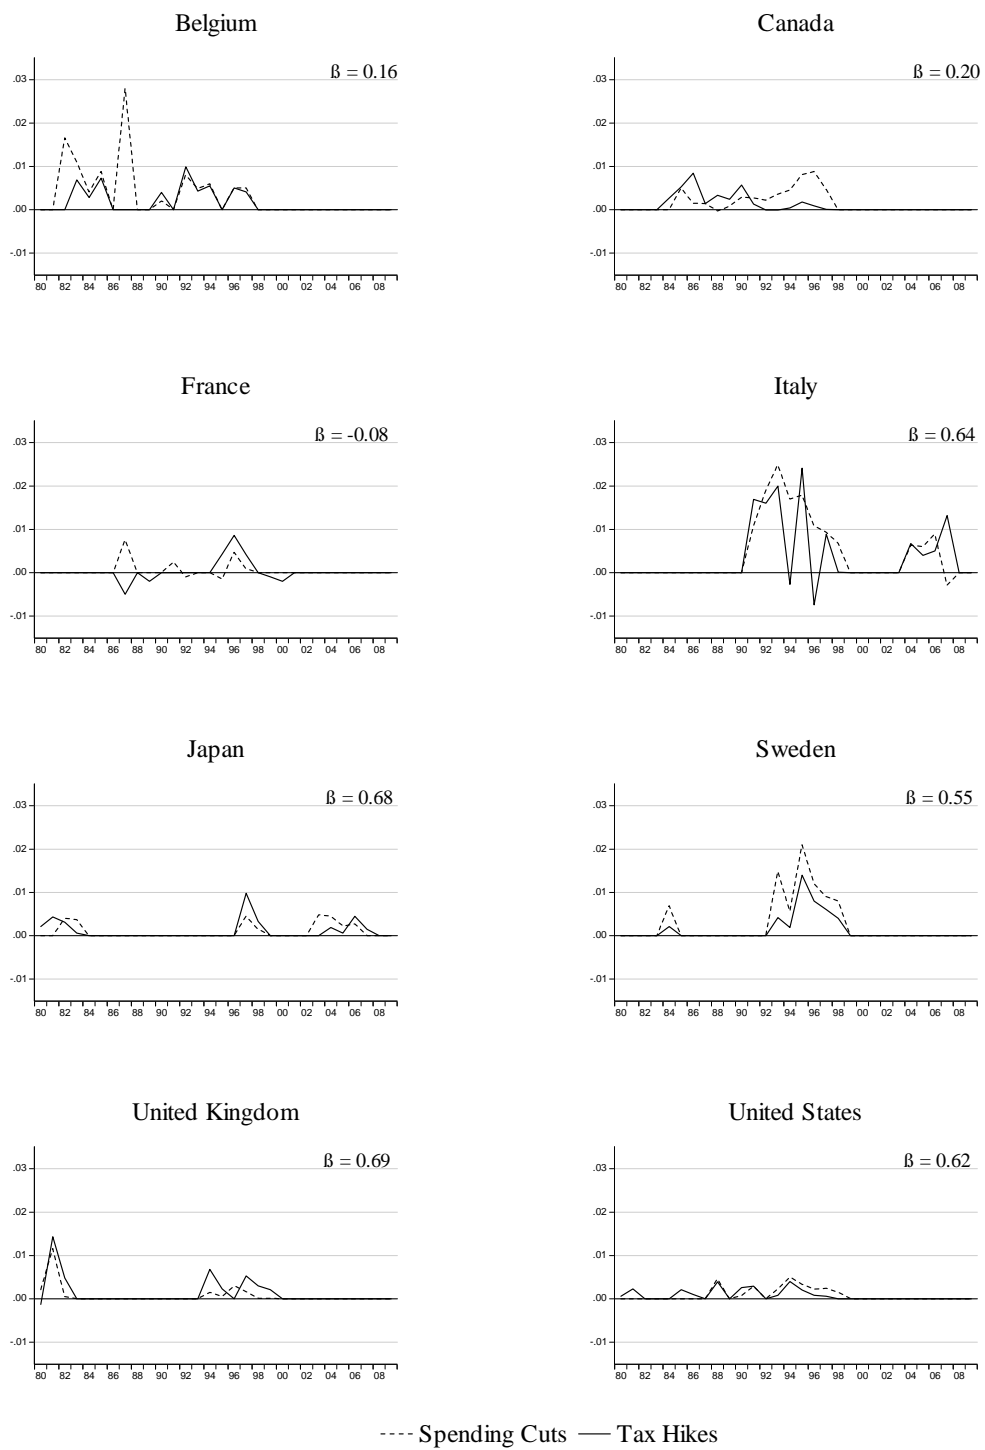 Belgium
ß = 0.16
.03
.02
.01
.00
-.01
80 82 84 86 88 90 92 94 96 98 00 02 04 06 08
Canada
ß = 0.20
.03
.02
.01
.00
-.01
80 82 84 86 88 90 92 94 96 98 00 02 04 06 08
France
ß = -0.08
.03
.02
.01
.00
-.01
80 82 84 86 88 90 92 94 96 98 00 02 04 06 08
Italy
ß = 0.64
.03
.02
.01
.00
-.01
80 82 84 86 88 90 92 94 96 98 00 02 04 06 08
Japan
ß = 0.68
.03
.02
.01
.00
-.01
80 82 84 86 88 90 92 94 96 98 00 02 04 06 08
Sweden
ß = 0.55
.03
.02
.01
.00
-.01
80 82 84 86 88 90 92 94 96 98 00 02 04 06 08
United Kingdom
ß = 0.69
.03
.02
.01
.00
-.01
80 82 84 86 88 90 92 94 96 98 00 02 04 06 08
United States
ß = 0.62
.03
.02
.01
.00
-.01
80 82 84 86 88 90 92 94 96 98 00 02 04 06 08
Spending Cuts Tax Hikes